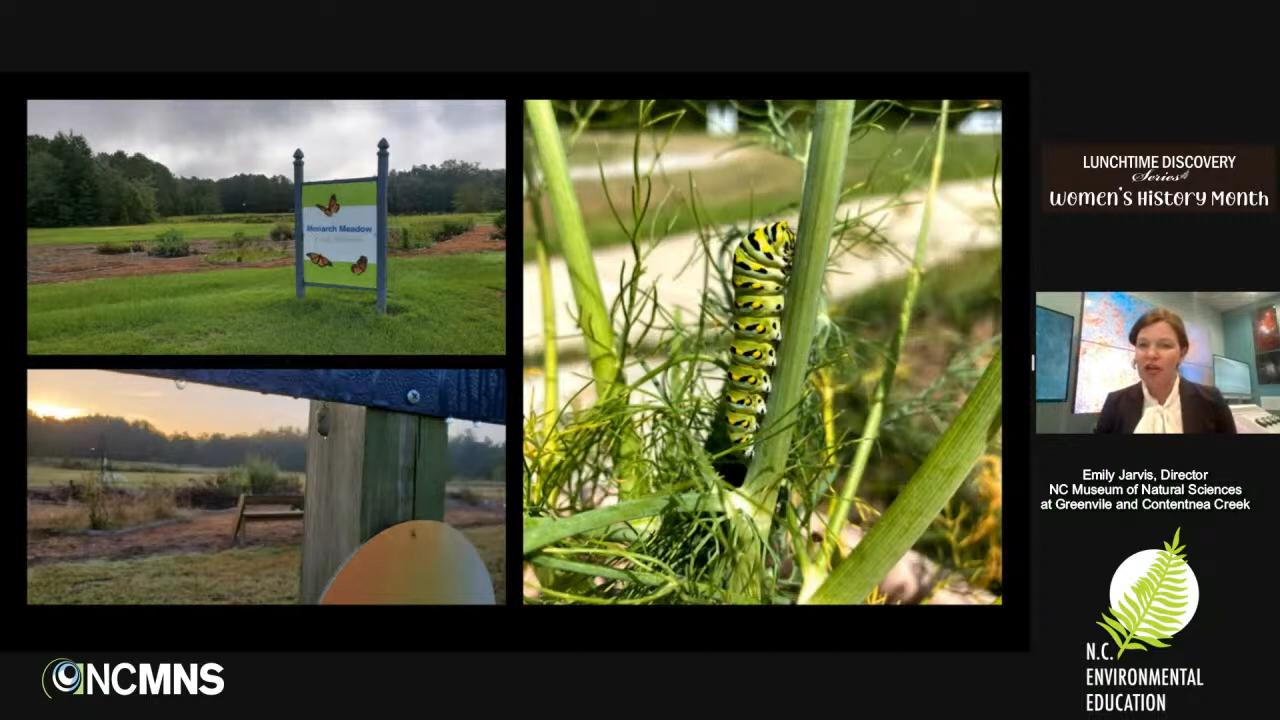 Monarch Meadow
LUNCHTIME DISCOVERY
Series
WOMEN'S HISTORY MONTH
Emily Jarvis, Director
NC Museum of Natural Sciences
at Greenvile and Contentnea Creek
NCMNS
N.C.
ENVIRONMENTAL
EDUCATION